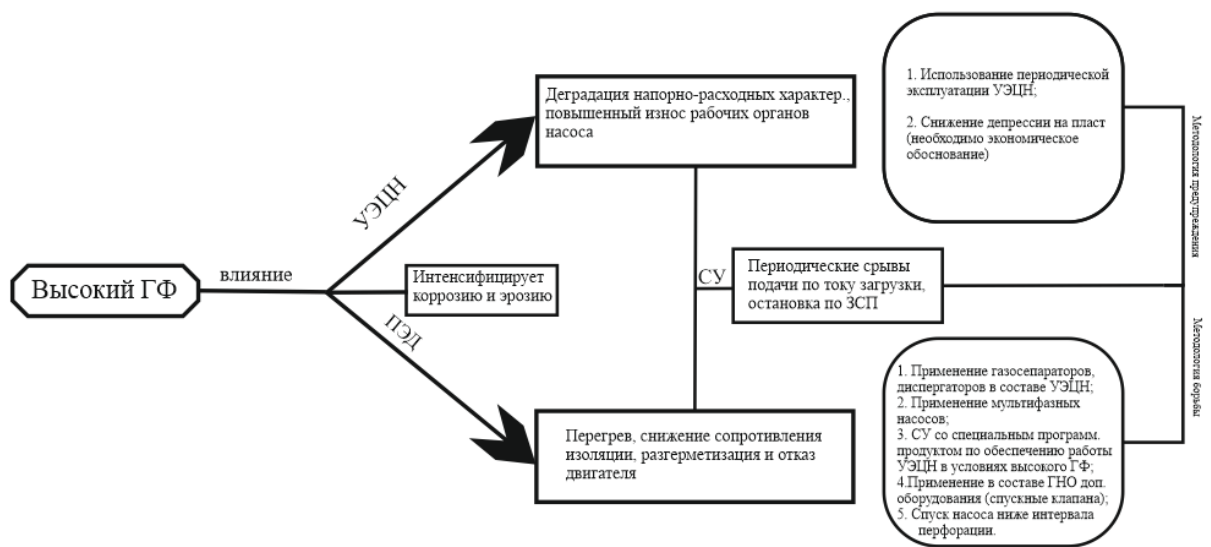 Высокий ГФ
влияние
УЭЦН
ПЭД
Деградация напорно-расходных характер.,
повышенный износ рабочих органов
насоса
Интенсифицирует
коррозию и эрозию
Перегрев, снижение сопротивления
изоляции, разгерметизация и отказ
двигателя
СУ
Периодические срывы
подачи по току загрузки,
остановка по ЗСП
1. Использование периодической
эксплуатации УЭЦН;
2. Снижение депрессии на пласт
(необходимо экономическое
обоснование)
Методология предупреждения
Методология борьбы
1. Применение газосепараторов,
диспергаторов в составе УЭЦН;
2. Применение мультифазных
насосов;
3. СУ со специальным программ.
продуктом по обеспечению работы
УЭЦН в условиях высокого ГФ;
4.Применение в составе ГНО доп.
оборудования (спускные клапана);
5. Спуск насоса ниже интервала
перфорации.